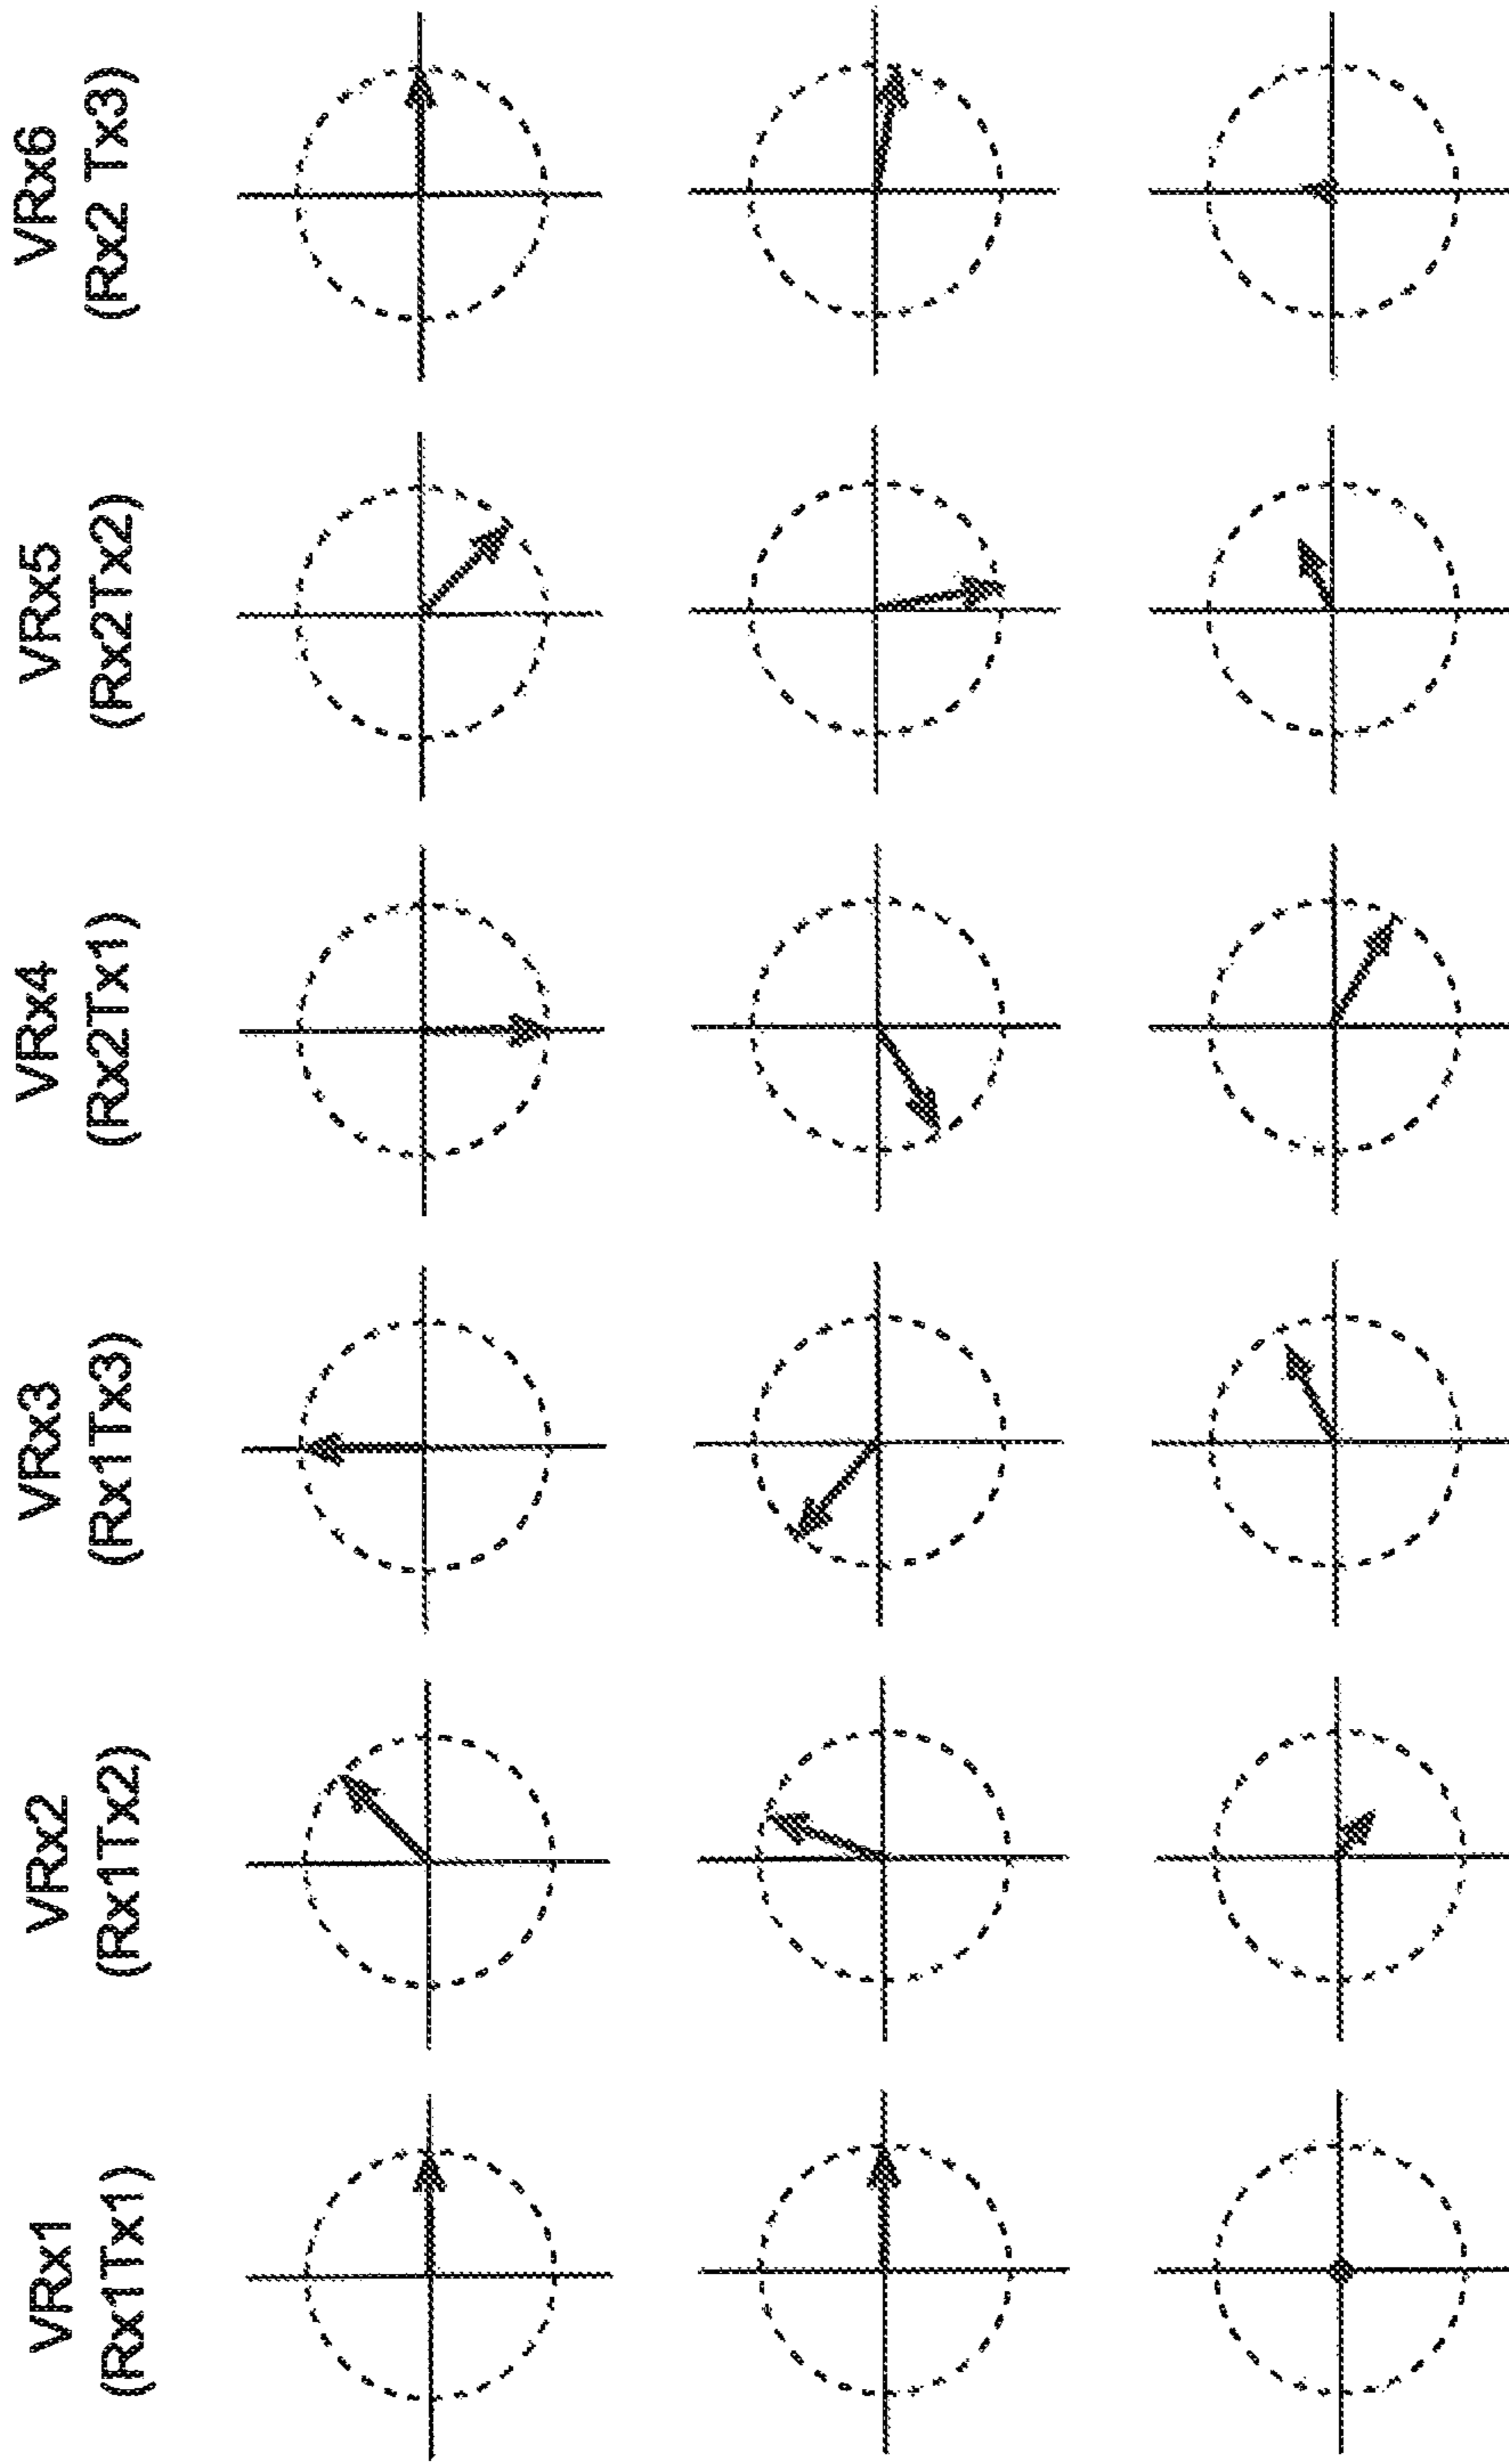 VRx1
(Rx1Tx1)
VRx2
(Rx1Tx2)
VRx3
(Rx1Tx3)
VRx4
(Rx2Tx1)
VRx5
(Rx2Tx2)
VRx6
(Rx2 Tx3)